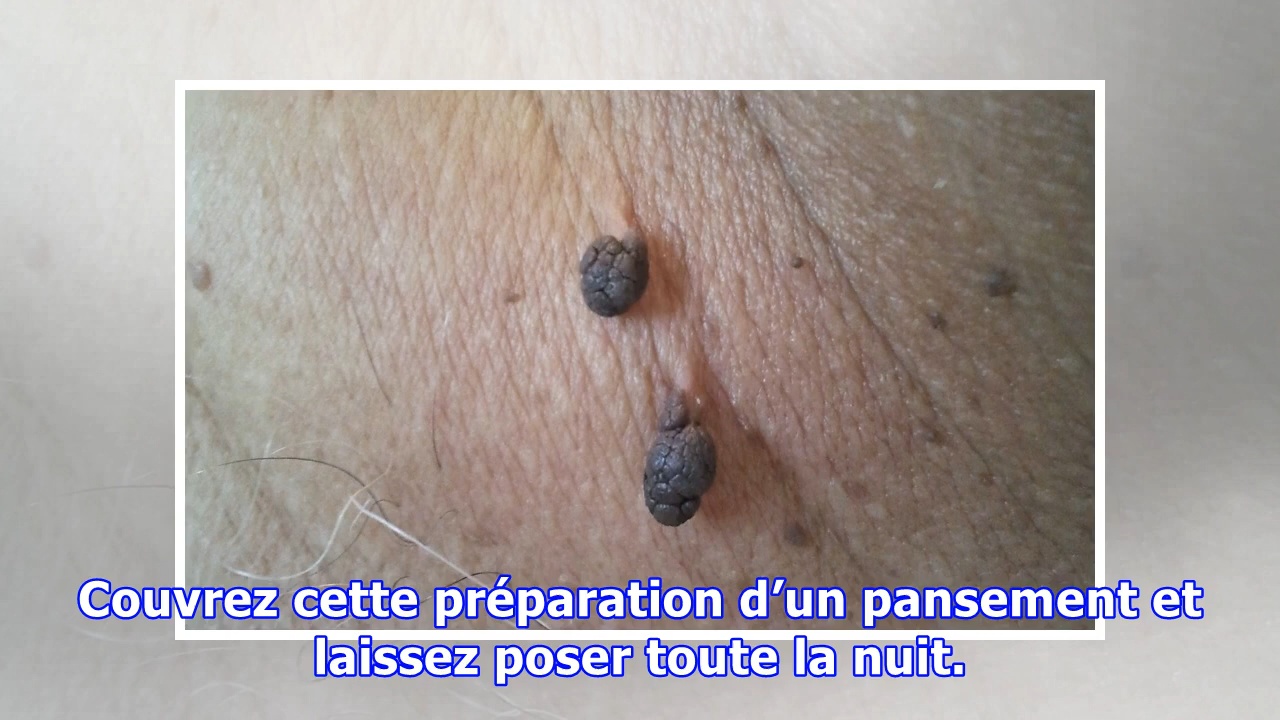 Couvrez cette préparation d’un pansement et
laissez poser toute la nuit.